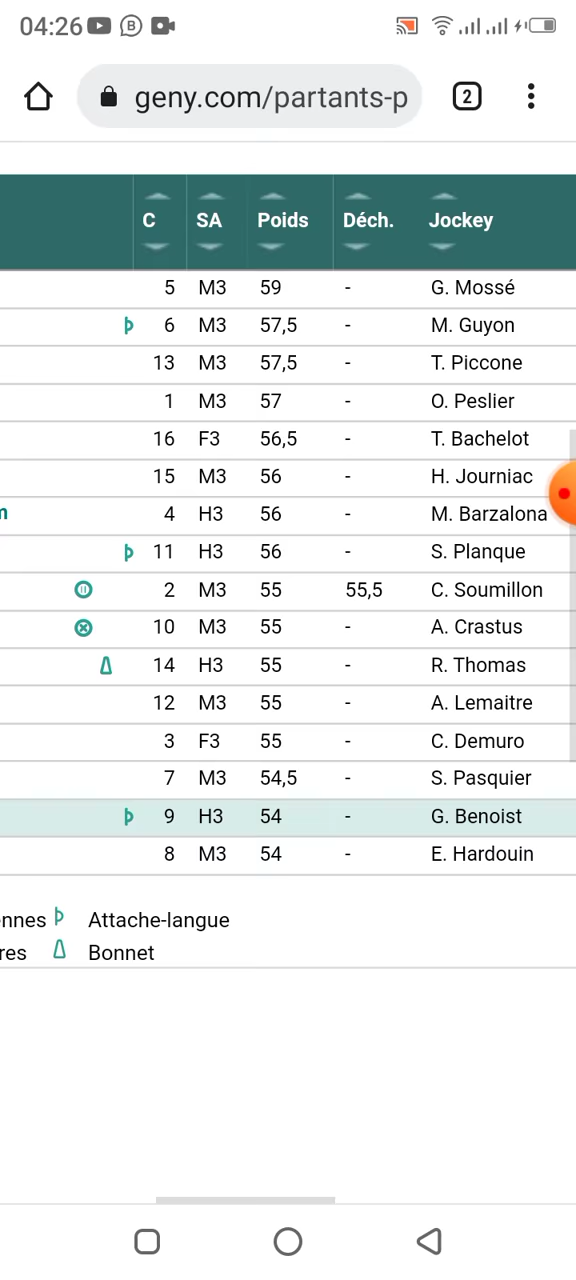 04:26
geny.com/partants-p 2
C SA Poids Déch. Jockey
5 M3 59 - G. Mossé
6 M3 57,5 - M. Guyon
13 M3 57,5 - T. Piccone
1 M3 57 - O. Peslier
16 F3 56,5 - T. Bachelot
15 M3 56 - H. Journiac
m 4 H3 56 - M. Barzalona
11 H3 56 - S. Planque
2 M3 55 55,5 C. Soumillon
10 M3 55 - A. Crastus
14 H3 55 - R. Thomas
12 M3 55 - A. Lemaitre
3 F3 55 - C. Demuro
7 M3 54,5 - S. Pasquier
9 H3 54 - G. Benoist
8 M3 54 - E. Hardouin
ennes Attache-langue
res Bonnet